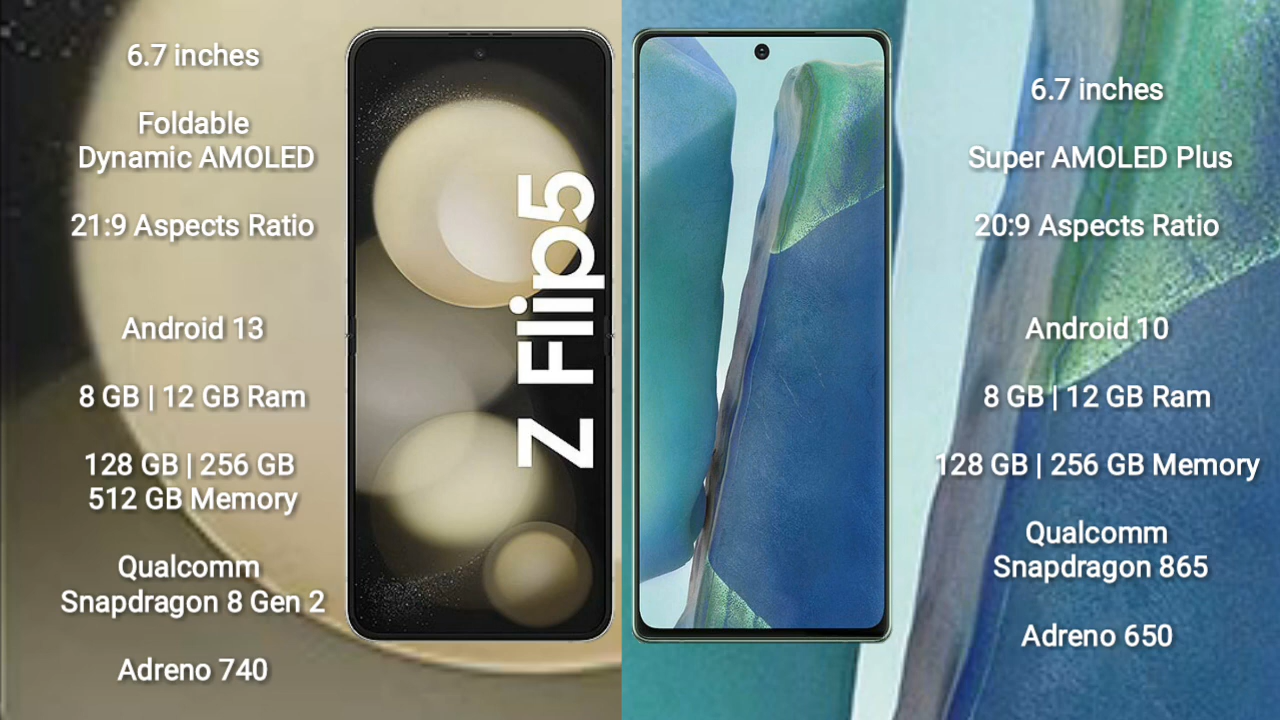 6.7 inches
Foldable
Dynamic AMOLED
21:9 Aspects Ratio
Android 13
8 GB | 12 GB Ram
128 GB | 256 GB
512 GB Memory
Qualcomm
Snapdragon 8 Gen 2
Adreno 740
Z Flip5
6.7 inches
Super AMOLED Plus
20:9 Aspects Ratio
Android 10
8 GB | 12 GB Ram
128 GB | 256 GB Memory
Qualcomm
Snapdragon 865
Adreno 650